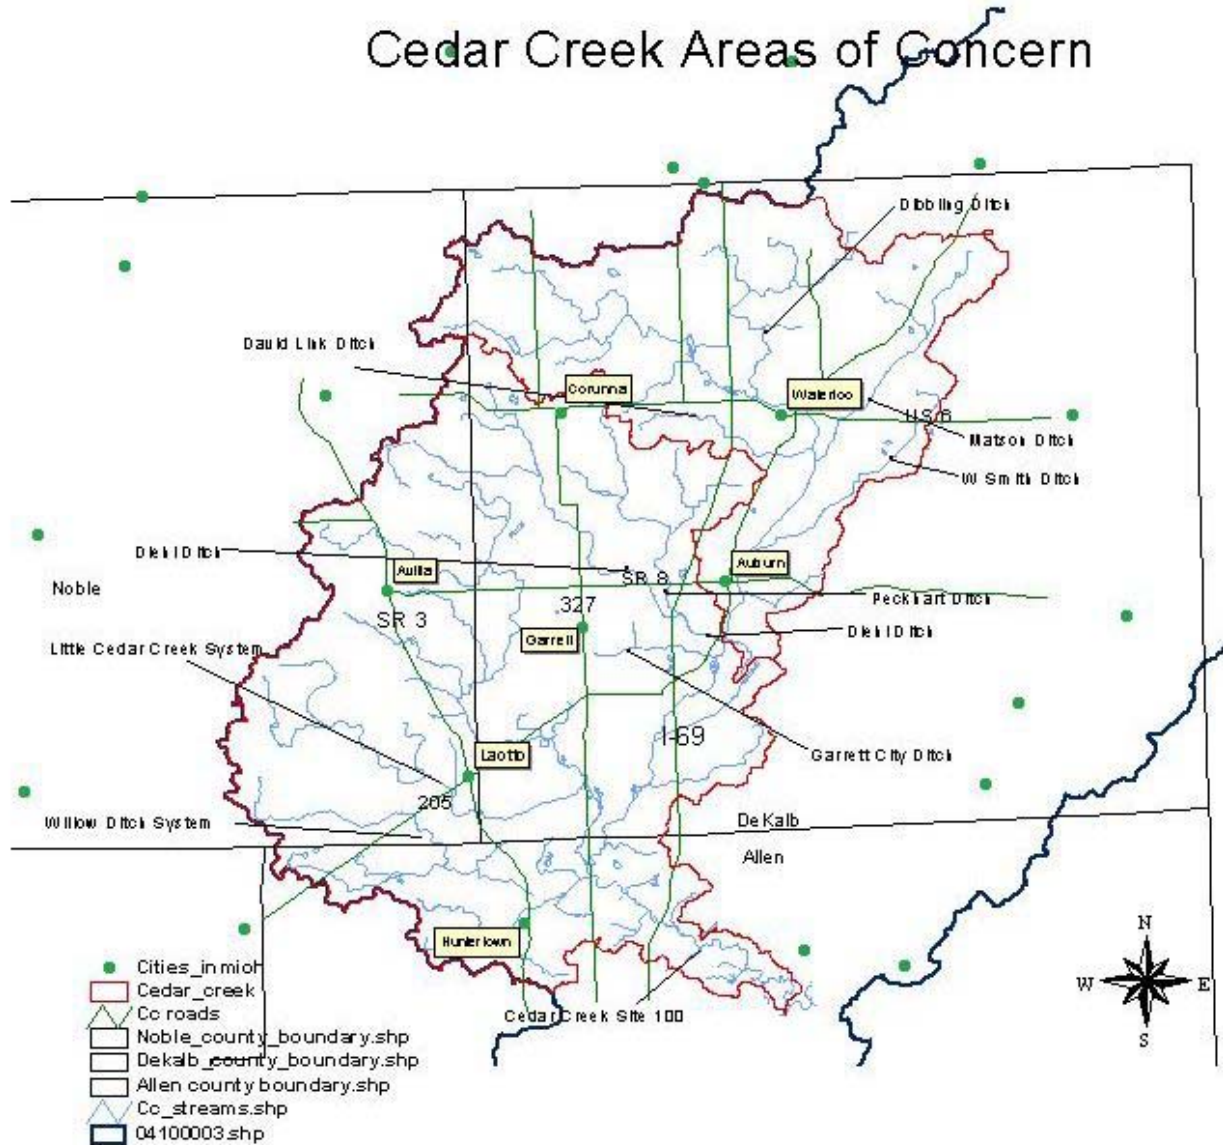 Cedar Creek Areas of Concern
Dibbling Ditch
David Link Ditch
Corunna
Waterloo
US 6
Matson Ditch
W Smith Ditch
Diehl Ditch
Avilla
SR 8
Auburn
Noble
327
Peckhart Ditch
SR 3
Garrett
Diehl Ditch
Little Cedar Creek System
I-69
Laotto
Garrett City Ditch
205
Willow Ditch System
DeKalb
Allen
N
Huntertown
W
E
S
Cedar Creek Site 100
Cities_in mioh
Cedar_creek
Cc roads
Noble_county_boundary.shp
Dekalb_county_boundary.shp
Allen county boundary.shp
Cc_streams.shp
04100003.shp